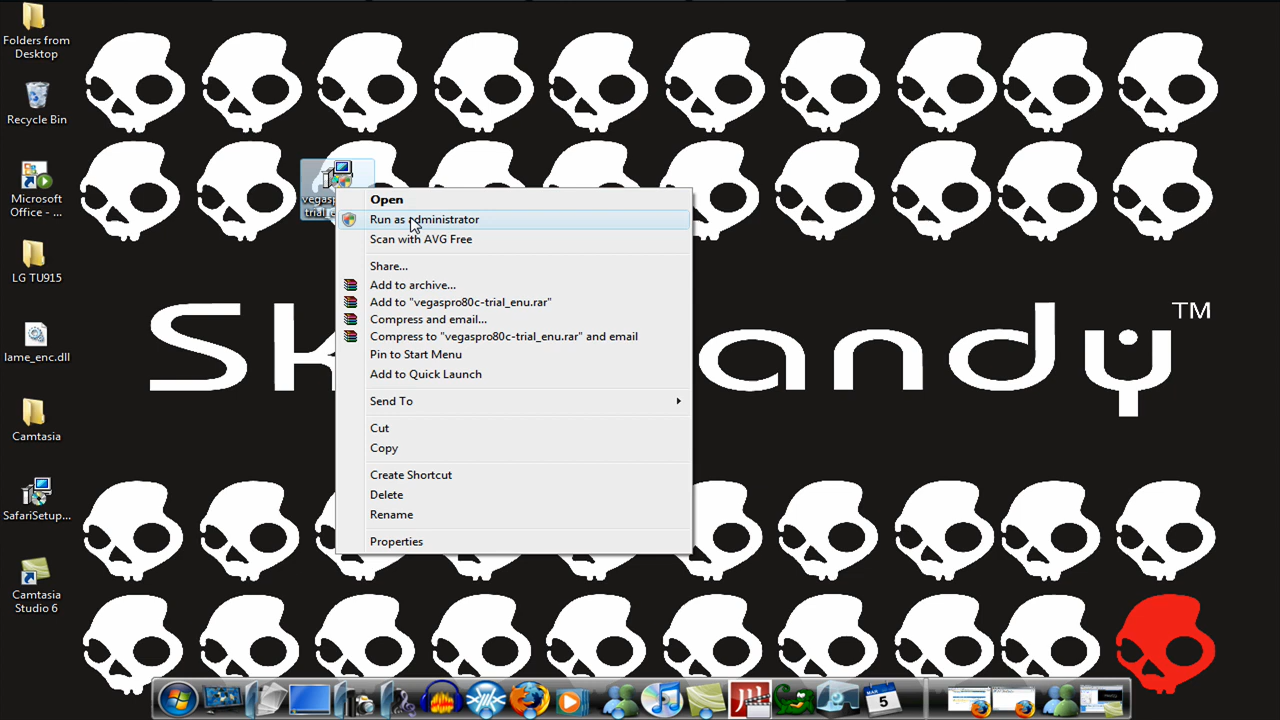 Folders from
Desktop
Recycle Bin
Microsoft
Office - ...
LG TU915
lame_enc.dll
Camtasia
SafariSetup...
Camtasia
Studio 6
Open
Run as administrator
Scan with AVG Free
Share...
Add to archive...
Add to "vegaspro80c-trial_enu.rar"
Compress and email...
Compress to "vegaspro80c-trial_enu.rar" and email
Pin to Start Menu
Add to Quick Launch
Send To
Cut
Copy
Create Shortcut
Delete
Rename
Properties
Sk andy
TM
MAR
5